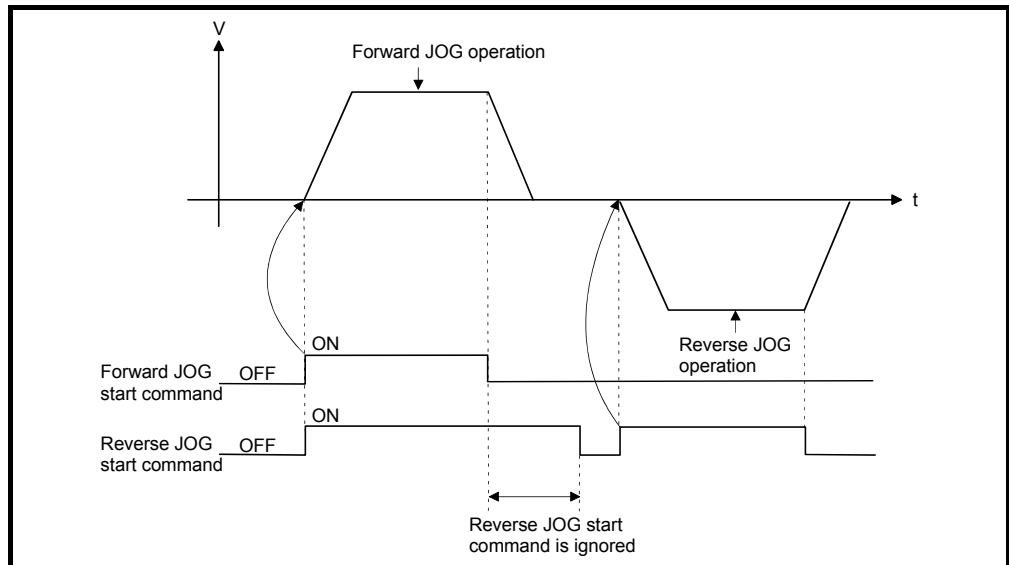 V
Forward JOG operation
t
Reverse JOG
operation
ON
Forward JOG
start command
OFF
ON
Reverse JOG
start command
OFF
Reverse JOG start
command is ignored